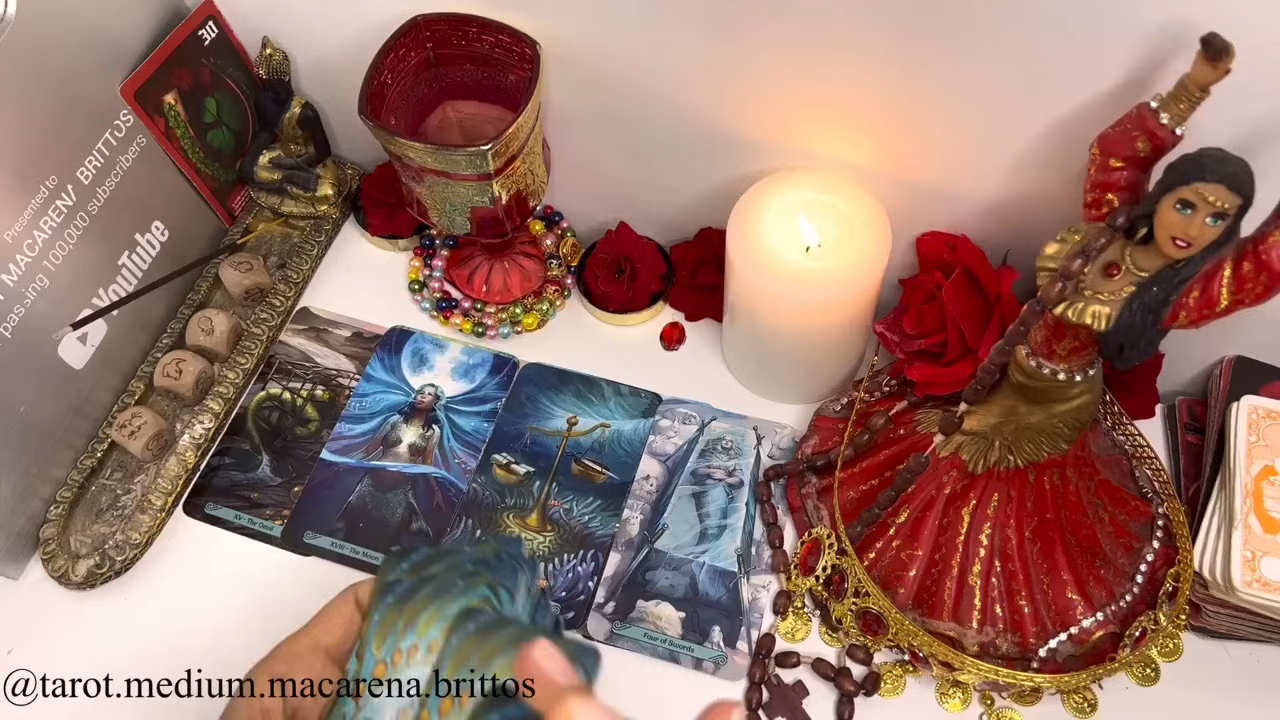 Presented to
MACARENA BRITTOS
passing 100,000 subscribers
YouTube
XV - The Devil
XVIII - The Moon
Four of Swords
@tarot.medium.macarena.brittos